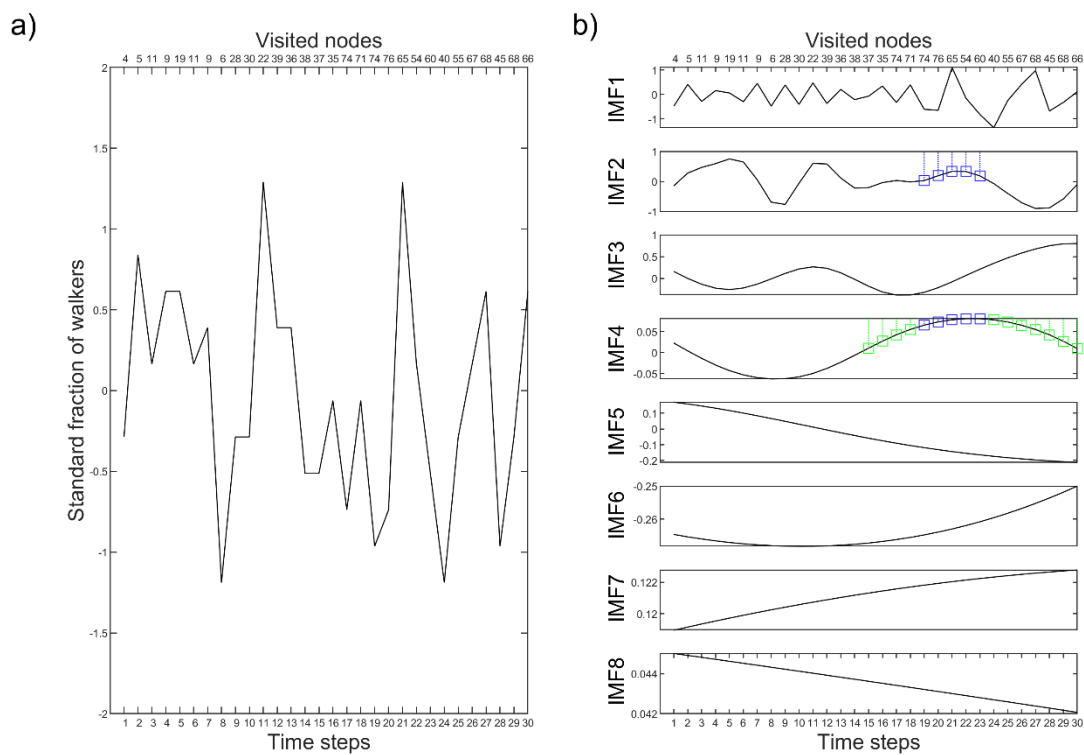 a)
Visited nodes
4 5 11 9 19 11 9 6 28 30 22 39 36 38 37 35 74 71 74 76 65 54 60 40 55 67 68 45 68 66
2
1.5
1
0.5
0
-0.5
-1
-1.5
-2
Standard fraction of walkers
1 2 3 4 5 6 7 8 9 10 11 12 13 14 15 16 17 18 19 20 21 22 23 24 25 26 27 28 29 30
Time steps
b)
Visited nodes
4 5 11 9 19 11 9 6 28 30 22 39 36 38 37 35 74 71 74 76 65 54 60 40 55 67 68 45 68 66
IMF1
1
0
-1
IMF2
1
0
-1
IMF3
1
0.5
0
IMF4
0.05
0
-0.05
IMF5
0.1
0
-0.1
-0.2
IMF6
-0.25
-0.26
IMF7
0.122
0.12
IMF8
0.044
0.042
1 2 3 4 5 6 7 8 9 10 11 12 13 14 15 16 17 18 19 20 21 22 23 24 25 26 27 28 29 30
Time steps